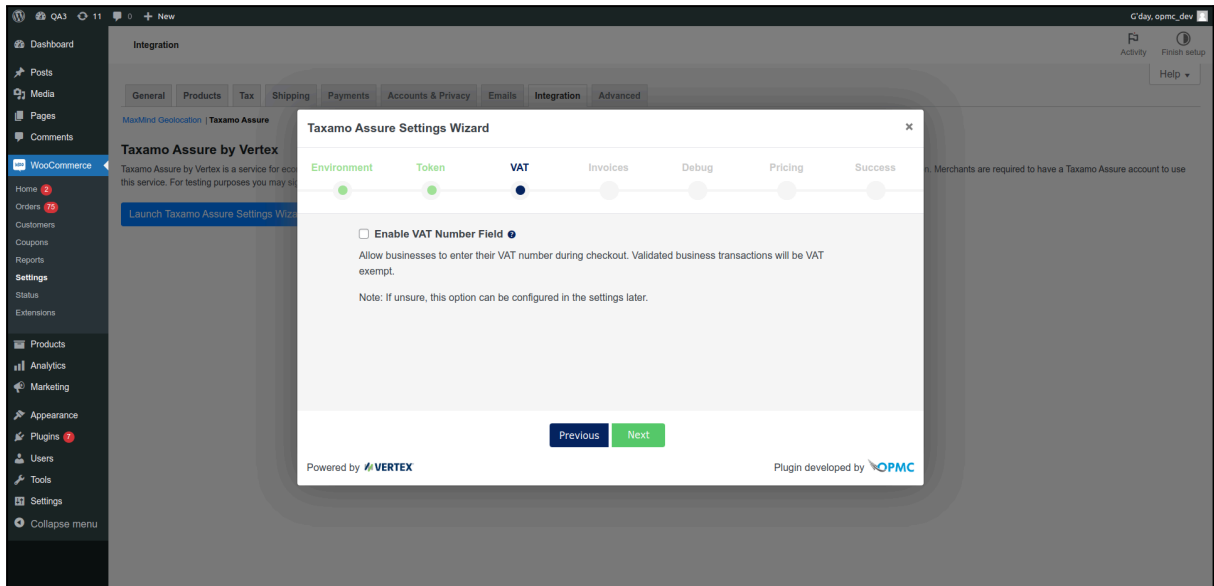 QA3 11 0 + New
G'day, opmc_dev
Dashboard
Posts
Media
Pages
Comments
WooCommerce
Home 2
Orders 75
Customers
Coupons
Reports
Settings
Status
Extensions
Products
Analytics
Marketing
Appearance
Plugins 7
Users
Tools
Settings
Collapse menu
Integration
Activity
Finish setup
Help
General Products Tax Shipping Payments Accounts & Privacy Emails Integration Advanced
MaxMind Geolocation | Taxamo Assure
Taxamo Assure by Vertex
Taxamo Assure by Vertex is a service for
n. Merchants are required to have a Taxamo Assure account to use
this service. For testing purposes you may
Launch Taxamo Assure Settings
Taxamo Assure Settings Wizard ×
Environment Token VAT Invoices Debug Pricing Success
Enable VAT Number Field
Allow businesses to enter their VAT number during checkout. Validated business transactions will be VAT
exempt.
Note: If unsure, this option can be configured in the settings later.
Previous Next
Powered by VERTEX
Plugin developed by OPMC